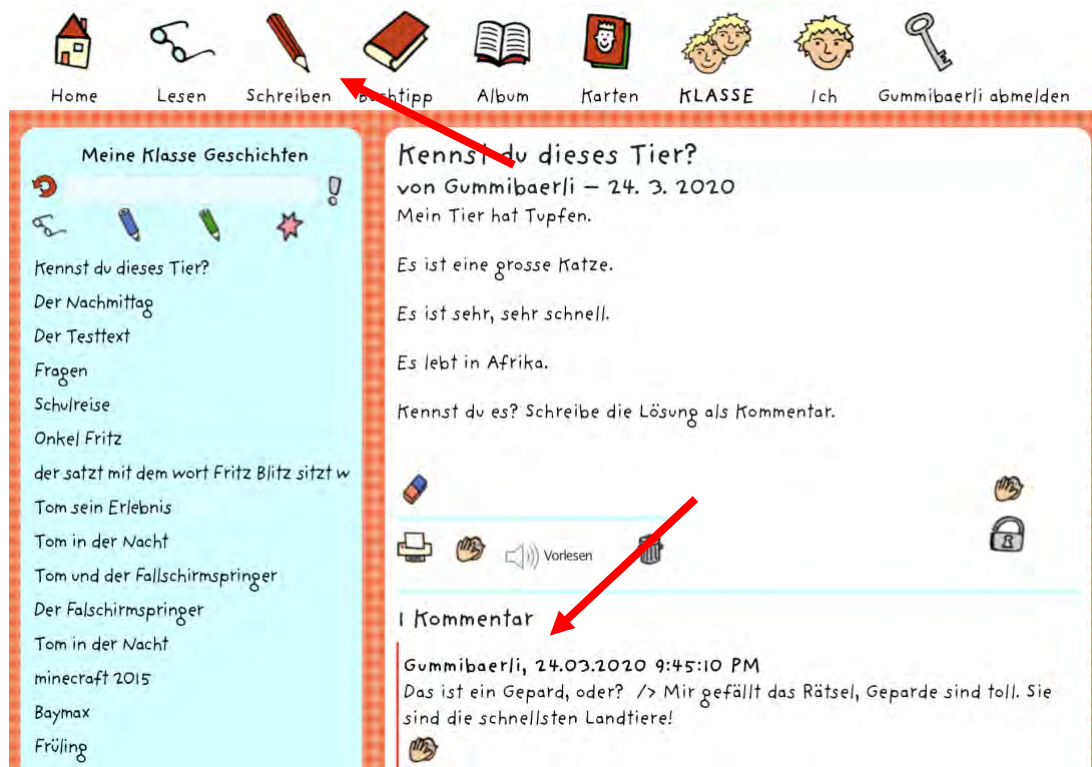 Home Lesen Schreiben Buchtipp Album Karten KLASSE Ich Gummibaerli abmelden
Meine Klasse Geschichten
Kennst du dieses Tier?
Der Nachmittag
Der Testtext
Fragen
Schulreise
Onkel Fritz
der satzt mit dem wort Fritz Blitz sitzt w
Tom sein Erlebnis
Tom in der Nacht
Tom und der Fallschirmspringer
Der Falschirmspringer
Tom in der Nacht
minecraft 2015
Baymax
Früling
Kennst du dieses Tier?
von Gummibaerli – 24. 3. 2020
Mein Tier hat Tupfen.
Es ist eine grosse Katze.
Es ist sehr, sehr schnell.
Es lebt in Afrika.
Kennst du es? Schreibe die Lösung als Kommentar.
Vorlesen
1 Kommentar
Gummibaerli, 24.03.2020 9:45:10 PM
Das ist ein Gepard, oder? /> Mir gefällt das Rätsel, Geparde sind toll. Sie
sind die schnellsten Landtiere!